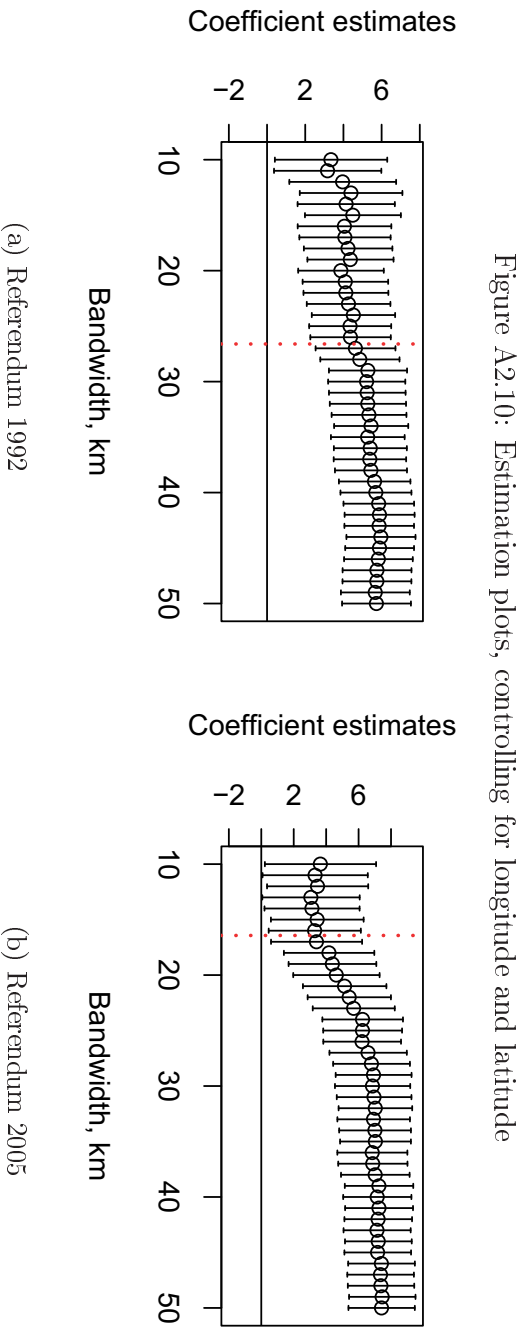 Figure A2.10: Estimation plots, controlling for longitude and latitude
Coefficient estimates
−2 2 6
10 20 30 40 50
Bandwidth, km
(a) Referendum 1992
Coefficient estimates
−2 2 6
10 20 30 40 50
Bandwidth, km
(b) Referendum 2005